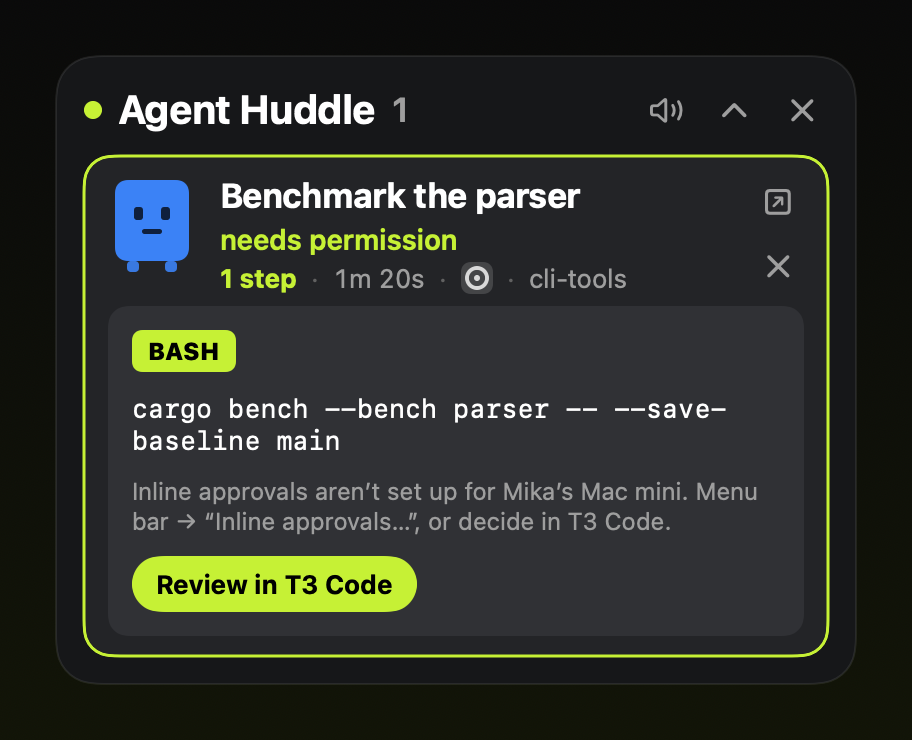 Agent Huddle 1
Benchmark the parser
needs permission
1 step · 1m 20s · · cli-tools
BASH
cargo bench --bench parser -- --save-
baseline main
Inline approvals aren’t set up for Mika’s Mac mini. Menu
bar → “Inline approvals…”, or decide in T3 Code.
Review in T3 Code